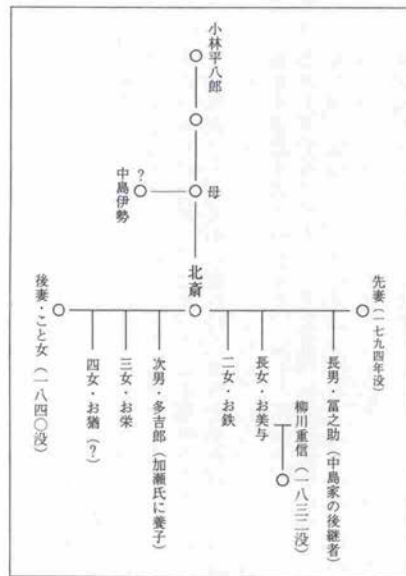 小林平八郎
母
?
中島伊勢
北斎
先妻(一七九四年没)
長男・冨之助(中島家の後継者)
柳川重信(一八三二没)
長女・お美与
二女・お鉄
次男・多吉郎(加瀬氏に養子)
三女・お栄
四女・お猶(?)
後妻・こと女(一八四〇没)